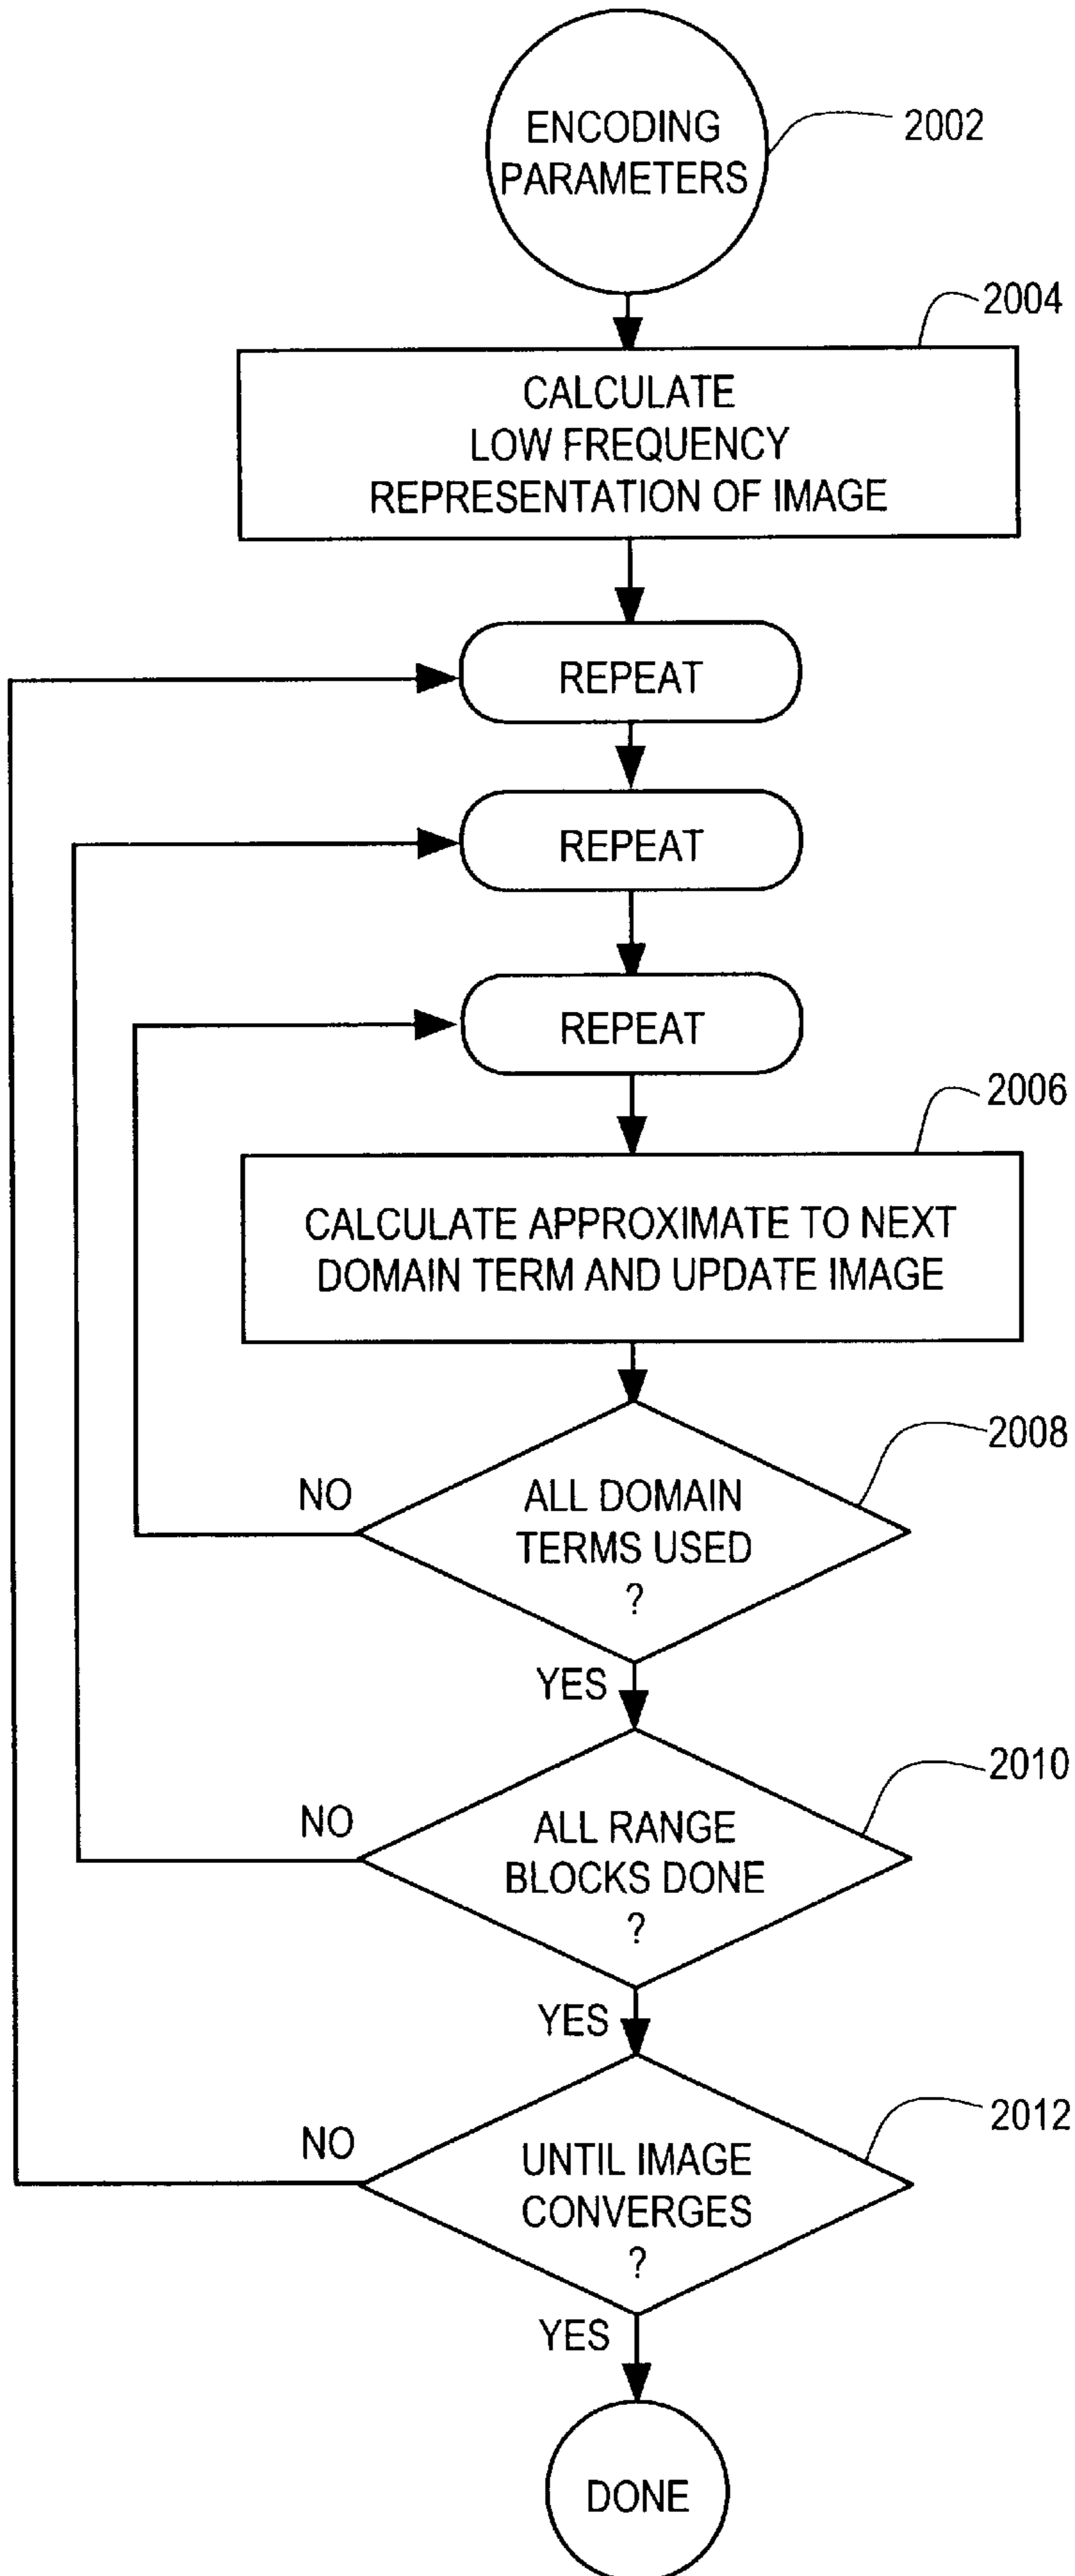 ENCODING
PARAMETERS
2002
2004
CALCULATE
LOW FREQUENCY
REPRESENTATION OF IMAGE
REPEAT
REPEAT
REPEAT
2006
CALCULATE APPROXIMATE TO NEXT
DOMAIN TERM AND UPDATE IMAGE
2008
NO
ALL DOMAIN
TERMS USED
?
YES
2010
NO
ALL RANGE
BLOCKS DONE
?
YES
2012
NO
UNTIL IMAGE
CONVERGES
?
YES
DONE